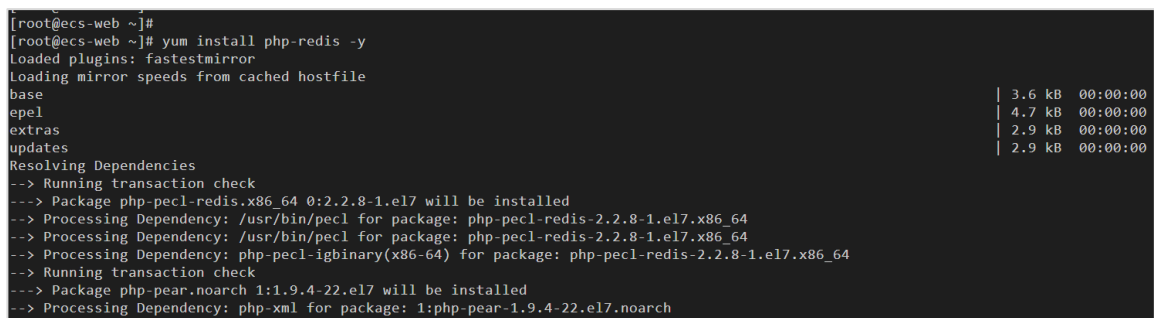 [root@ecs-web ~]#
[root@ecs-web ~]# yum install php-redis -y
Loaded plugins: fastestmirror
Loading mirror speeds from cached hostfile
base | 3.6 kB 00:00:00
epel | 4.7 kB 00:00:00
extras | 2.9 kB 00:00:00
updates | 2.9 kB 00:00:00
Resolving Dependencies
--> Running transaction check
---> Package php-pecl-redis.x86_64 0:2.2.8-1.el7 will be installed
--> Processing Dependency: /usr/bin/pecl for package: php-pecl-redis-2.2.8-1.el7.x86_64
--> Processing Dependency: /usr/bin/pecl for package: php-pecl-redis-2.2.8-1.el7.x86_64
--> Processing Dependency: php-pecl-igbinary(x86-64) for package: php-pecl-redis-2.2.8-1.el7.x86_64
--> Running transaction check
---> Package php-pear.noarch 1:1.9.4-22.el7 will be installed
--> Processing Dependency: php-xml for package: 1:php-pear-1.9.4-22.el7.noarch